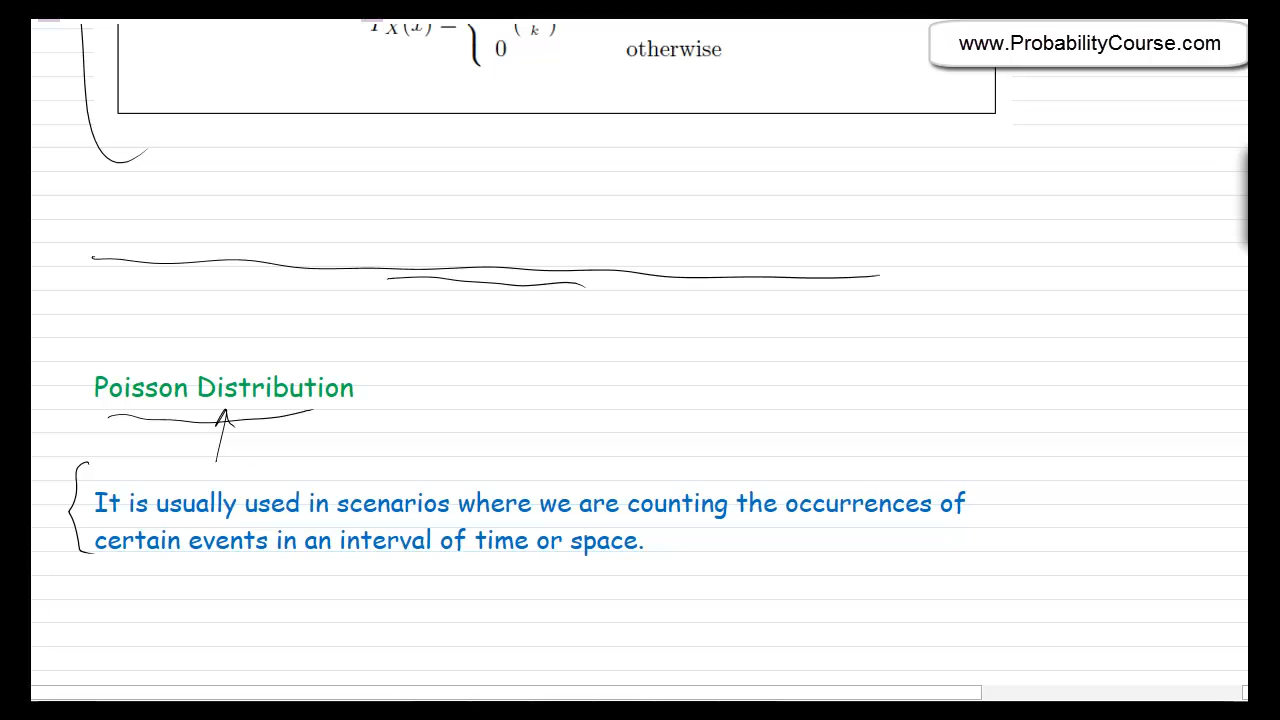 www.ProbabilityCourse.com
0 otherwise
Poisson Distribution
It is usually used in scenarios where we are counting the occurrences of
certain events in an interval of time or space.